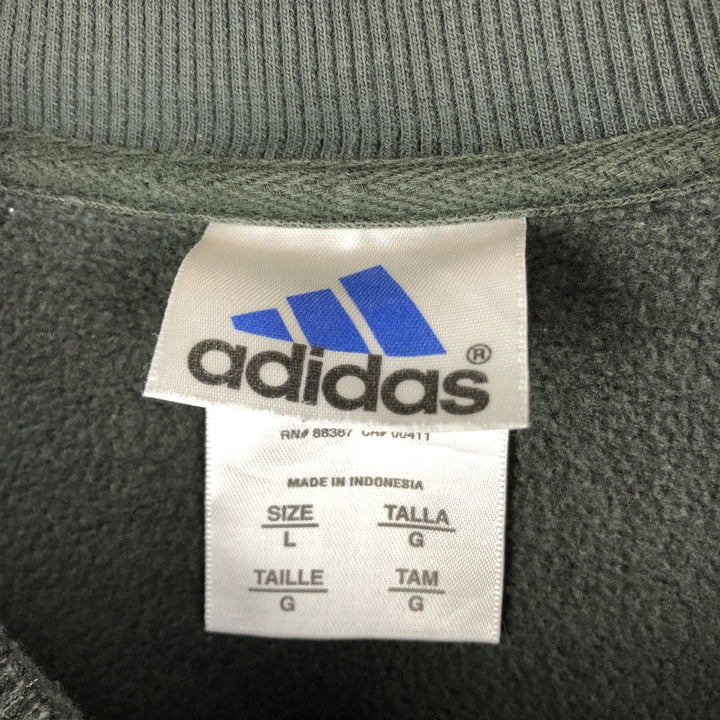 adidas®
RN# 88387 CA# 00411
MADE IN INDONESIA
SIZE TALLA
L G
TAILLE TAM
G G